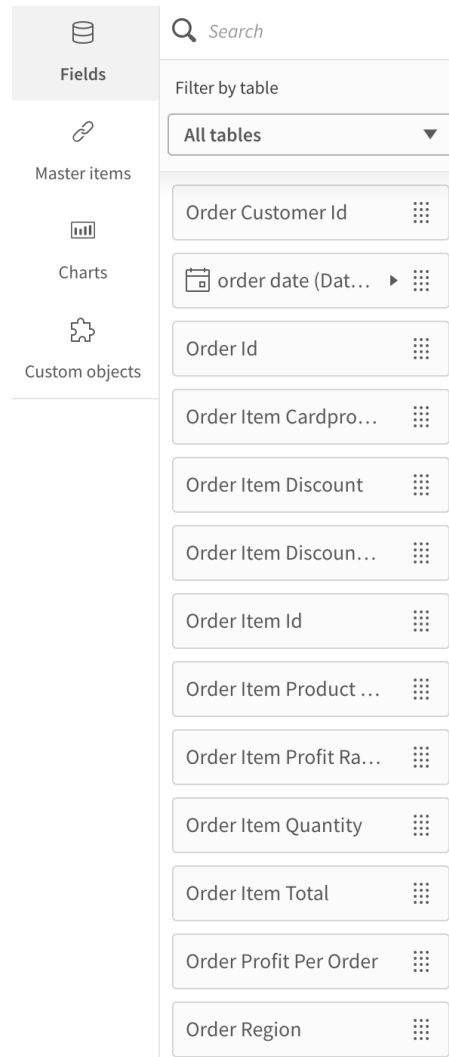 Fields
Master items
Charts
Custom objects
Search
Filter by table
All tables
Order Customer Id
order date (Dat...
Order Id
Order Item Cardpro...
Order Item Discount
Order Item Discoun...
Order Item Id
Order Item Product ...
Order Item Profit Ra...
Order Item Quantity
Order Item Total
Order Profit Per Order
Order Region